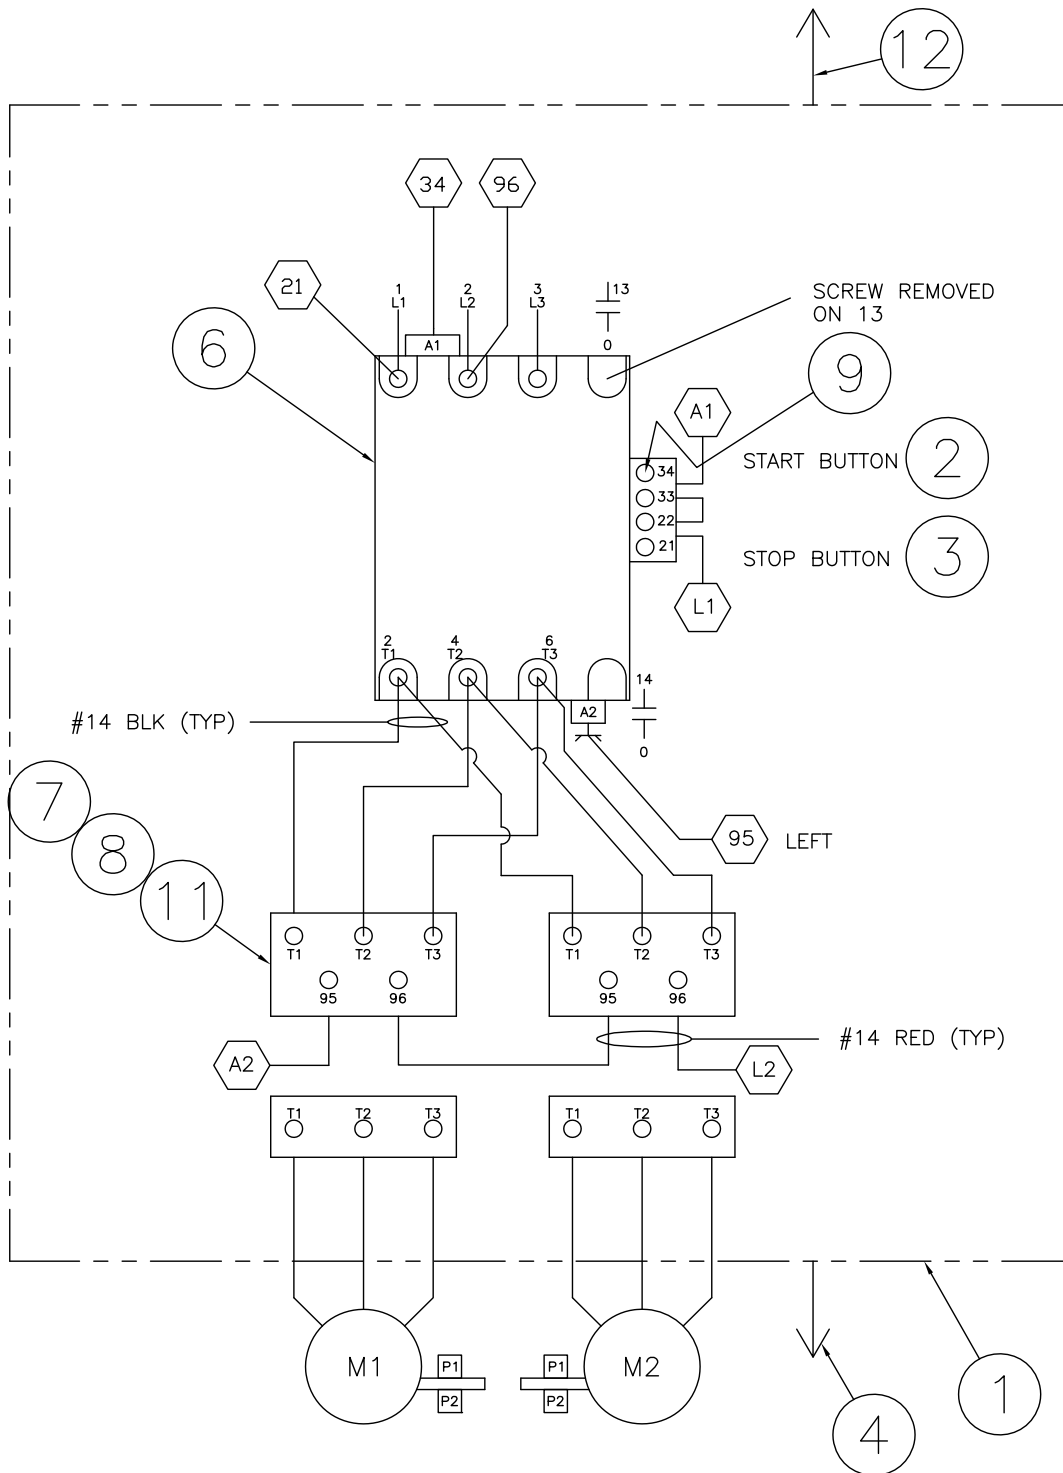 12
34
96
21
1
L1
2
L2
3
L3
13
0
SCREW REMOVED
ON 13
6
A1
9
A1
34
START BUTTON
2
33
22
21
STOP BUTTON
3
L1
2
T1
4
T2
6
T3
14
A2
0
#14 BLK (TYP)
7
8
11
95
LEFT
T1
T2
T3
95
96
T1
T2
T3
95
96
#14 RED (TYP)
A2
L2
T1
T2
T3
T1
T2
T3
M1
P1
P2
P1
P2
M2
1
4